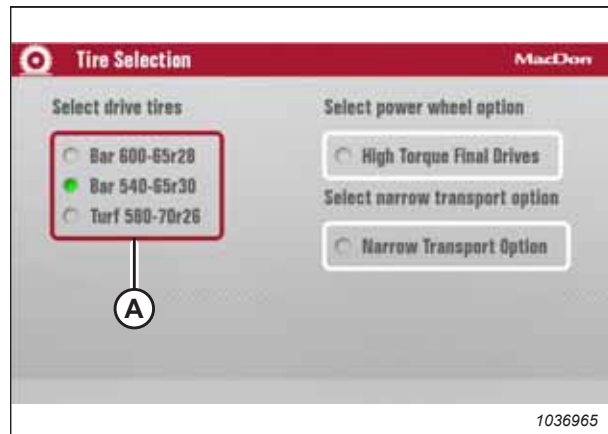 Tire Selection
MacDon
Select drive tires
Bar 600-65r28
Bar 540-65r30
Turf 580-70r26
Select power wheel option
High Torque Final Drives
Select narrow transport option
Narrow Transport Option
A
1036965